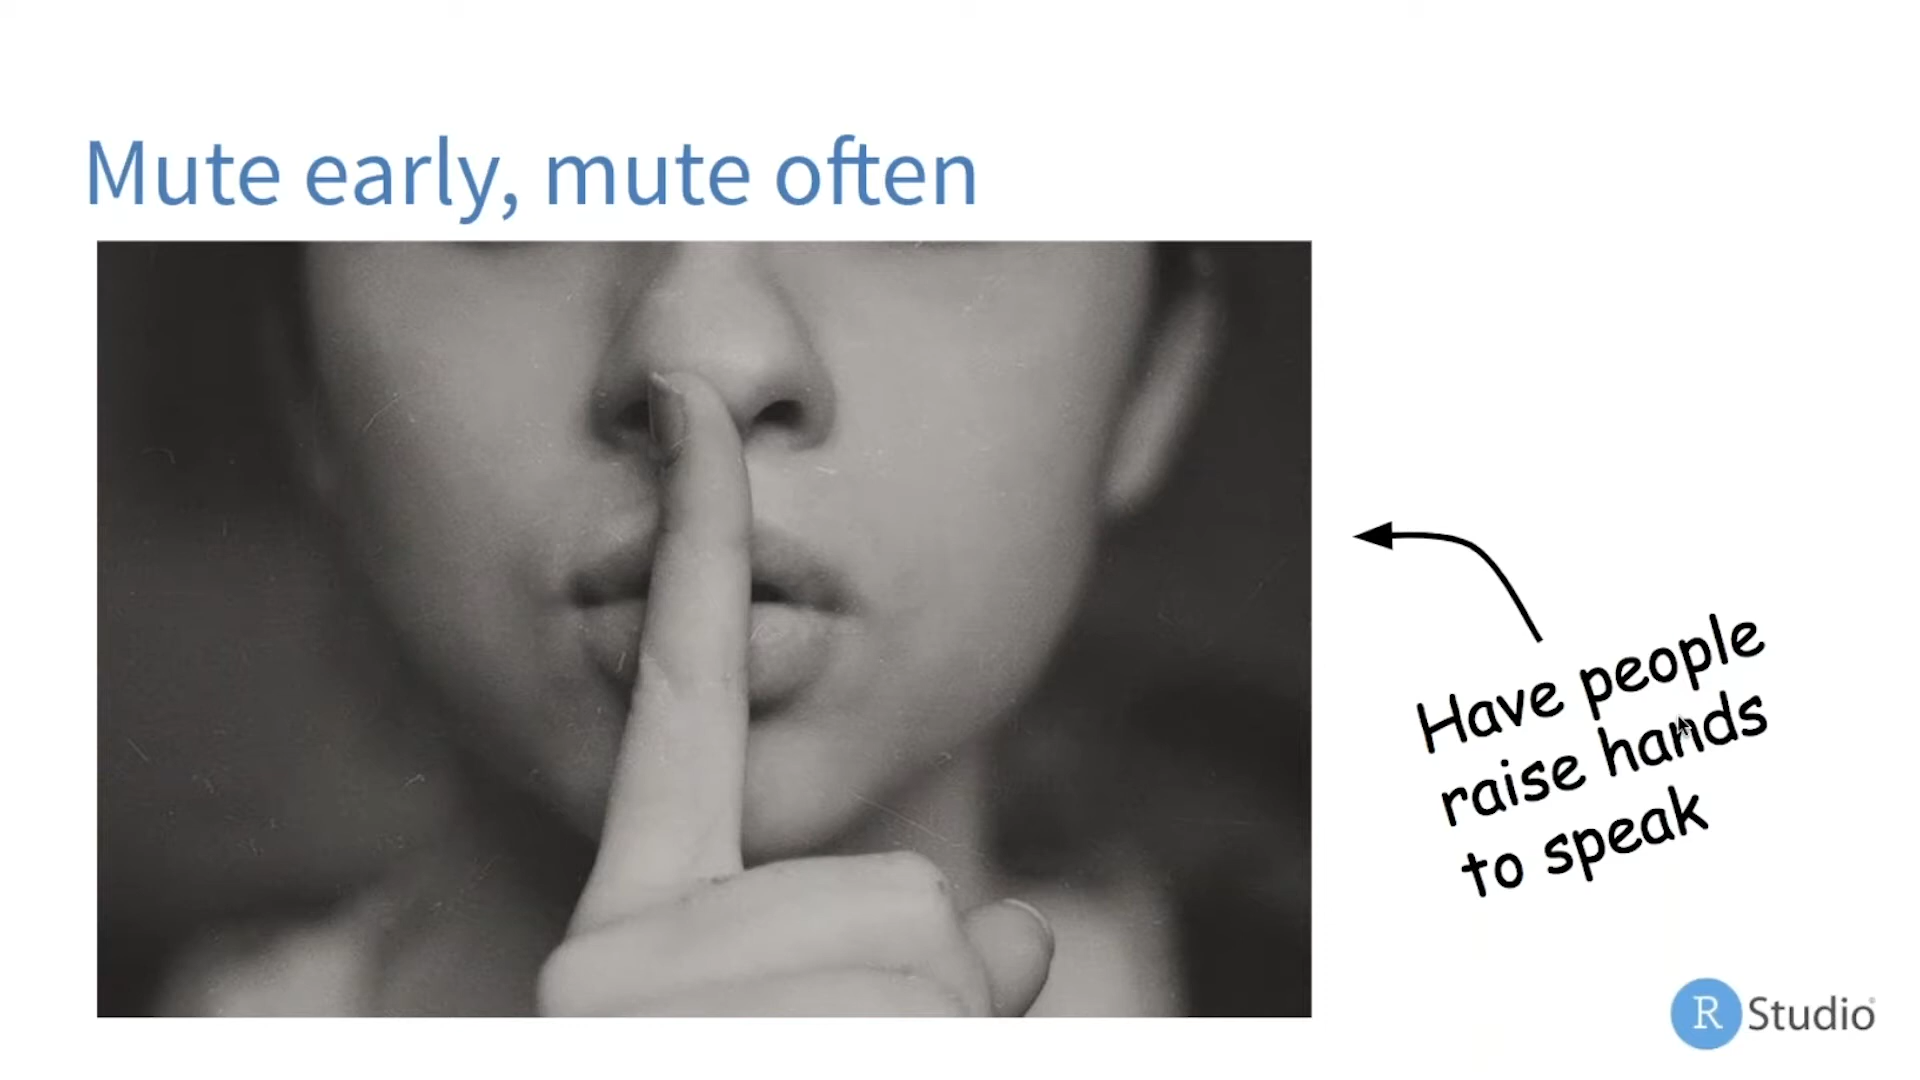 Mute early, mute often
Have people
raise hands
to speak
R Studio